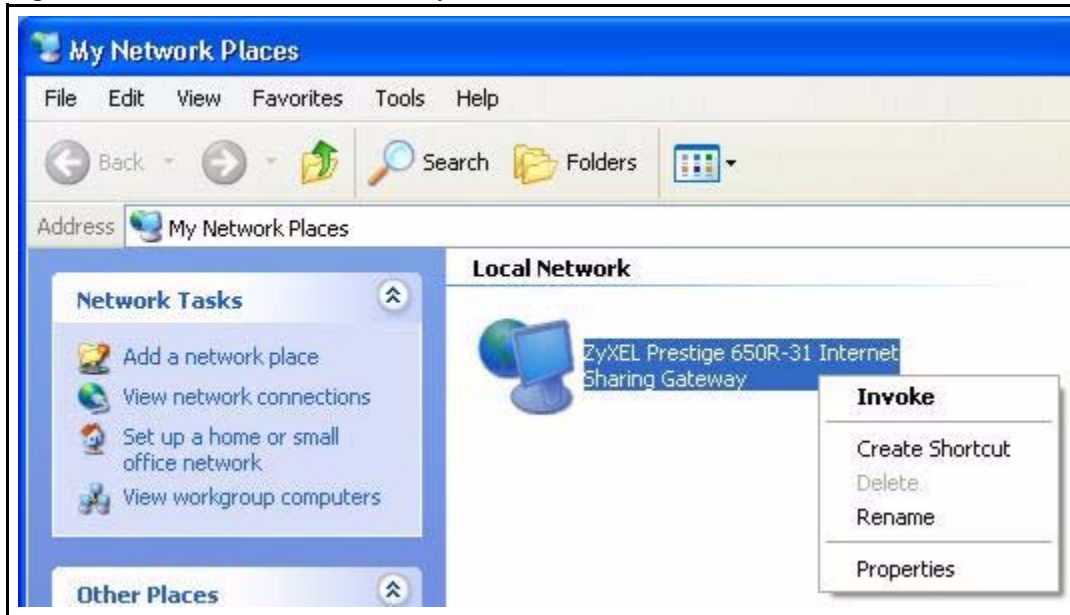 My Network Places
File Edit View Favorites Tools Help
Back Search Folders
Address My Network Places
Network Tasks
Add a network place
View network connections
Set up a home or small
office network
View workgroup computers
Other Places
Local Network
ZyXEL Prestige 650R-31 Internet
Sharing Gateway
Invoke
Create Shortcut
Delete
Rename
Properties